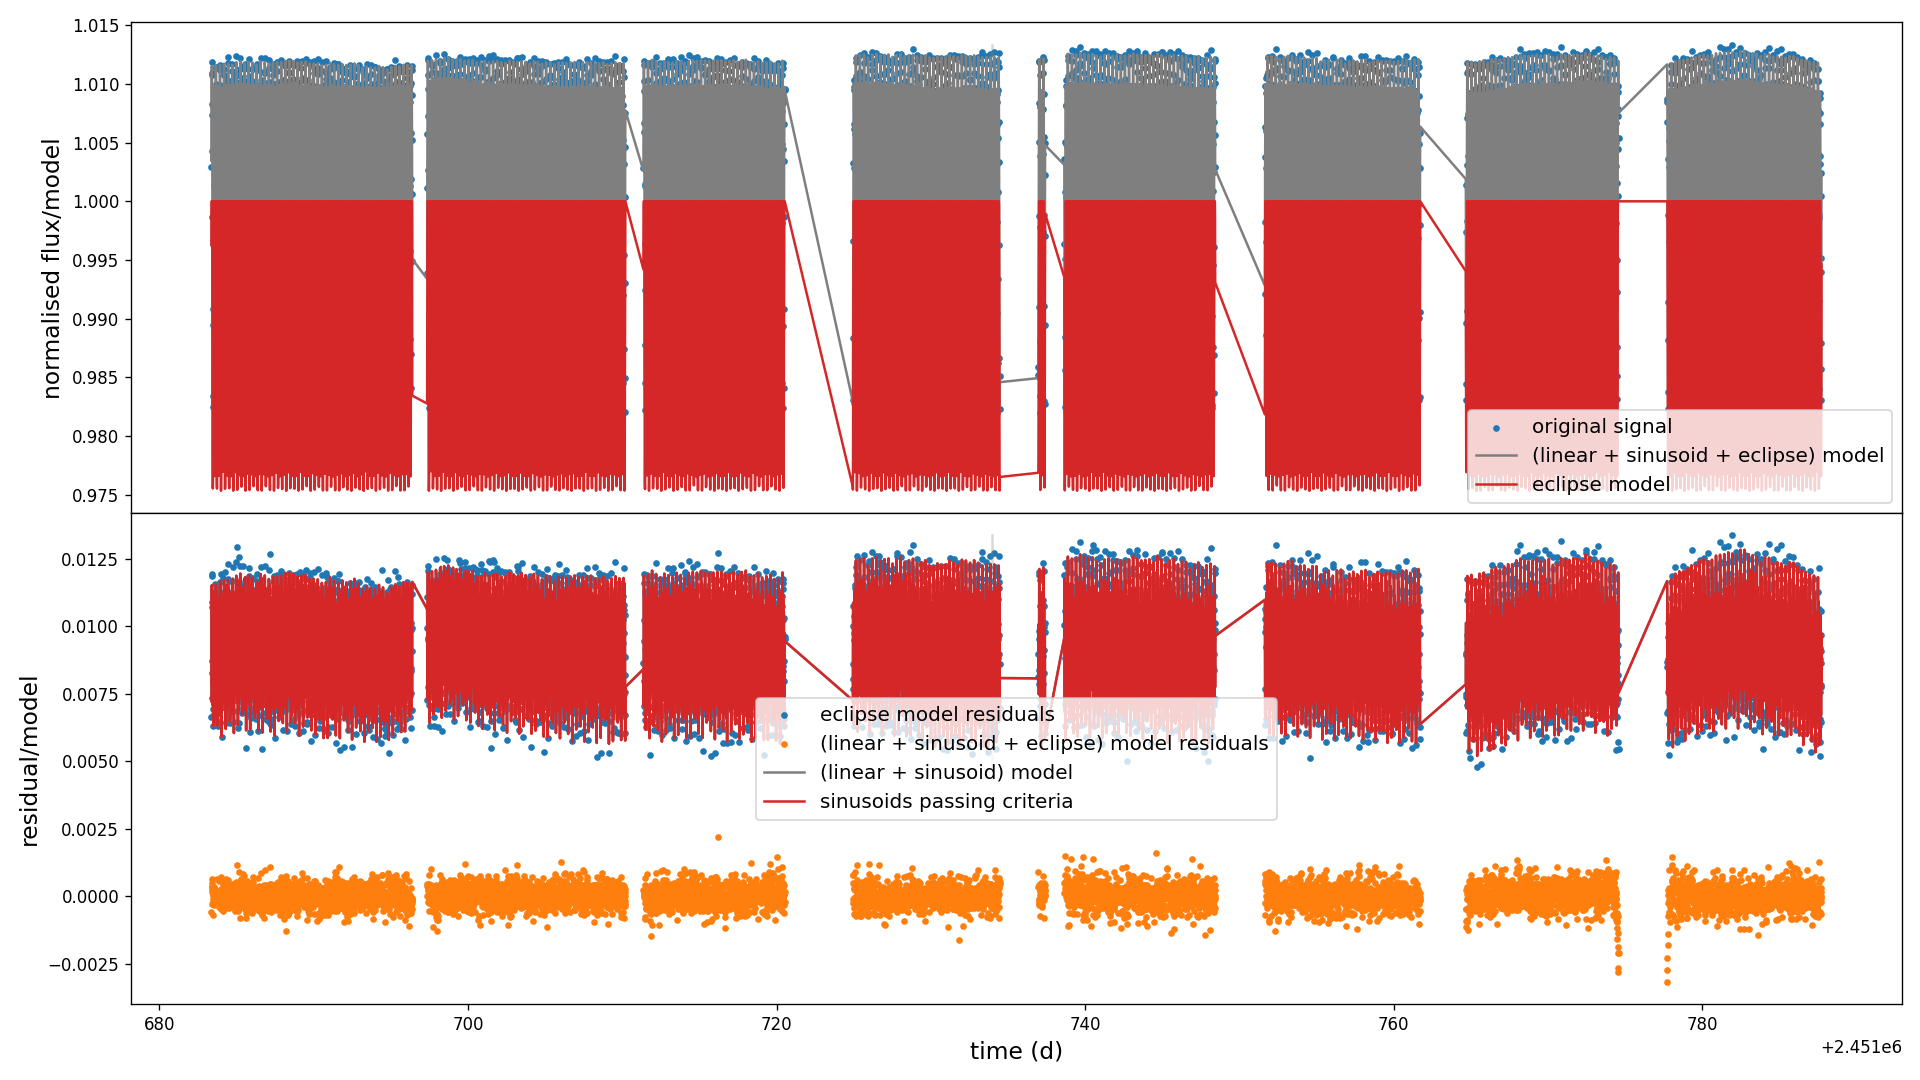 1.015
1.010
1.005
1.000
0.995
0.990
0.985
0.980
0.975
normalised flux/model
original signal
(linear + sinusoid + eclipse) model
eclipse model
0.0125
0.0100
0.0075
0.0050
0.0025
0.0000
−0.0025
residual/model
eclipse model residuals
(linear + sinusoid + eclipse) model residuals
(linear + sinusoid) model
sinusoids passing criteria
680 700 720 740 760 780
time (d)
+2.451e6